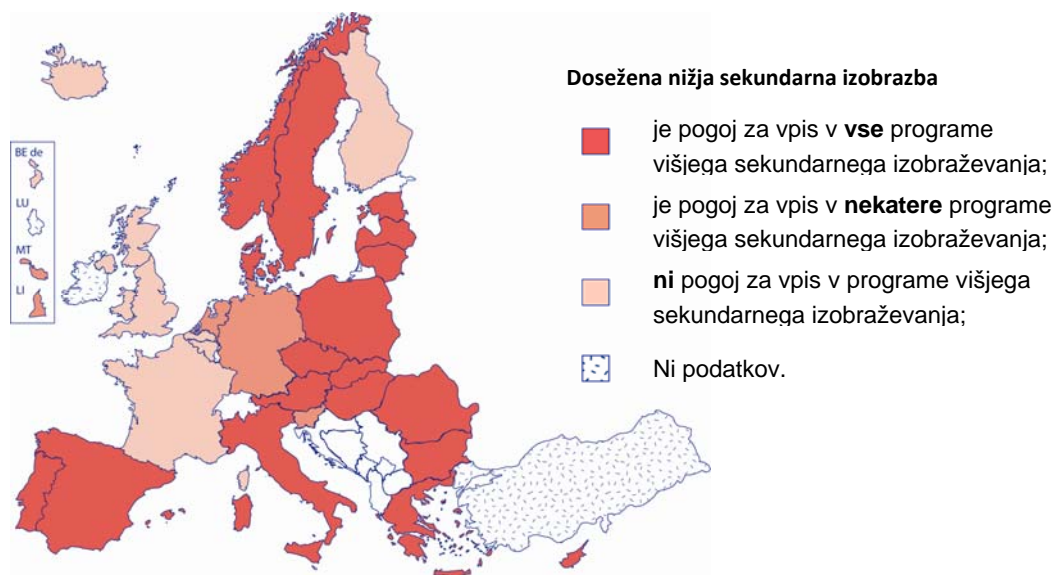 Dosežena nižja sekundarna izobrazba
je pogoj za vpis v vse programe
višjega sekundarnega izobraževanja;
je pogoj za vpis v nekatere programe
višjega sekundarnega izobraževanja;
ni pogoj za vpis v programe višjega
sekundarnega izobraževanja;
Ni podatkov.
BE de
LU
MT
LI